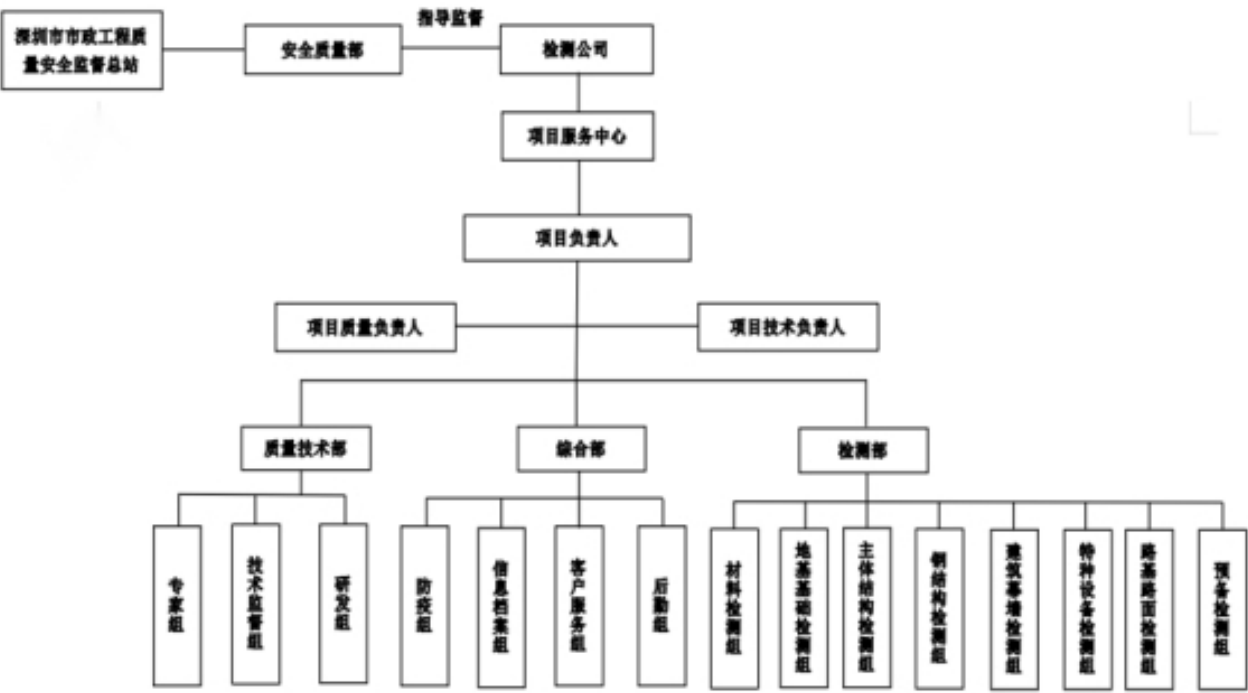 指导监督
深圳市市政工程质
量安全监督总站
安全质量部
检测公司
项目服务中心
项目负责人
项目质量负责人
项目技术负责人
质量技术部
综合部
检测部
专家组
技术监督组
研发组
防疫组
信息档案组
客户服务组
后勤组
材料检测组
地基基础检测组
主体结构检测组
钢结构检测组
建筑幕墙检测组
特种设备检测组
路基路面检测组
预备检测组